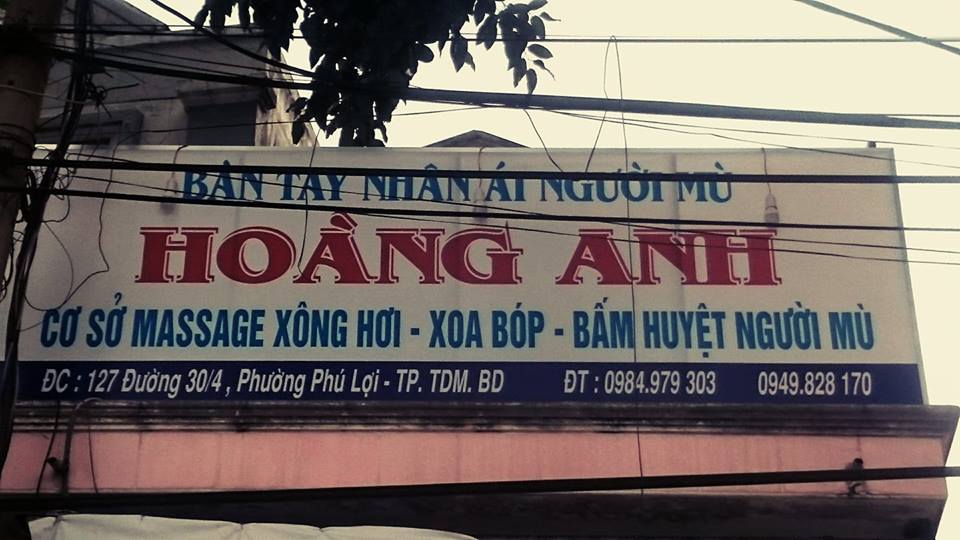 BÀN TAY NHÂN ÁI NGƯỜI MÙ
HOẰNG ANH
CƠ SỞ MASSAGE XÔNG HƠI - XOA BÓP - BẤM HUYỆT NGƯỜI MÙ
ĐC : 127 Đường 30/4 , Phường Phú Lợi - TP. TDM. BD ĐT : 0984.979 303 0949.828 170